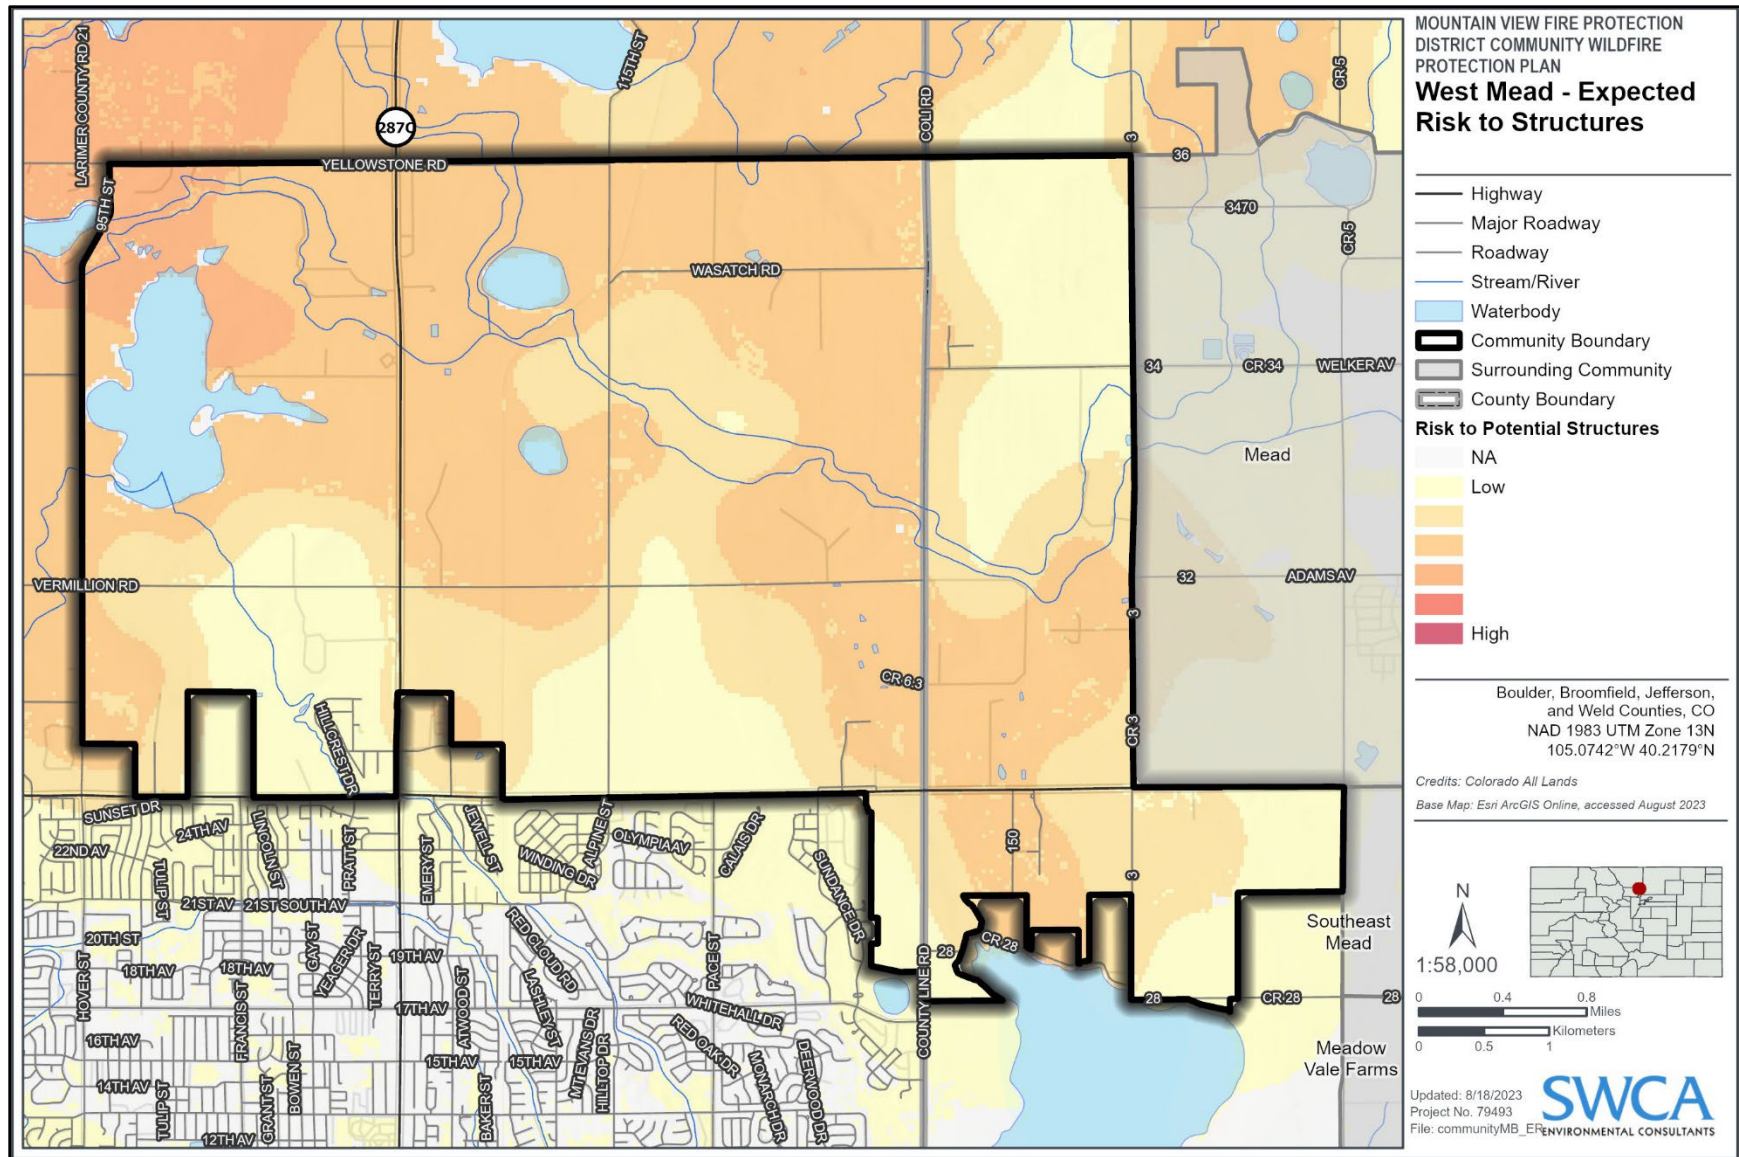 MOUNTAIN VIEW FIRE PROTECTION
DISTRICT COMMUNITY WILDFIRE
PROTECTION PLAN
West Mead - Expected
Risk to Structures
Highway
Major Roadway
Roadway
Stream/River
Waterbody
Community Boundary
Surrounding Community
County Boundary
Risk to Potential Structures
NA
Low
High
Boulder, Broomfield, Jefferson,
and Weld Counties, CO
NAD 1983 UTM Zone 13N
105.0742°W 40.2179°N
Credits: Colorado All Lands
Base Map: Esri ArcGIS Online, accessed August 2023
N
1:58,000
0 0.4 0.8
Miles
Kilometers
0 0.5 1
Updated: 8/18/2023
Project No. 79493
File: communityMB_ER
SWCA
ENVIRONMENTAL CONSULTANTS
LARIMER COUNTY RD 21
115TH ST
COLI RD
CR 5
287C
3
YELLOWSTONE RD
36
95TH ST
3470
CR 5
WASATCH RD
34
CR 34
WELKER AV
Mead
VERMILLION RD
32
ADAMS AV
3
CR 6.3
CR 3
HILLCREST DR
SUNSET DR
24TH AV
22ND AV
LINCOLN ST
PRATT ST
EMERY ST
JEWELL ST
WINDING DR
ALPINE ST
OLYMPIA AV
CALAIS DR
SUNDANCE DR
150
3
TULIP ST
21ST AV
21ST SOUTH AV
20TH ST
GAY ST
YEAGER DR
TERRY ST
19TH AV
RED CLOUD RD
PACE ST
28
CR 28
Southeast
Mead
HOVER ST
18TH AV
18TH AV
17TH AV
ATWOOD ST
LASHLEY ST
WHITEHALL DR
COUNTY LINE RD
28
CR 28
28
16TH AV
FRANCIS ST
BOWEN ST
15TH AV
15TH AV
MT EVANS DR
HILLTOP DR
RED OAK DR
MONARCH DR
DEERWOOD DR
Meadow
Vale Farms
14TH AV
TULIP ST
GRANT ST
BAKER ST
12TH AV